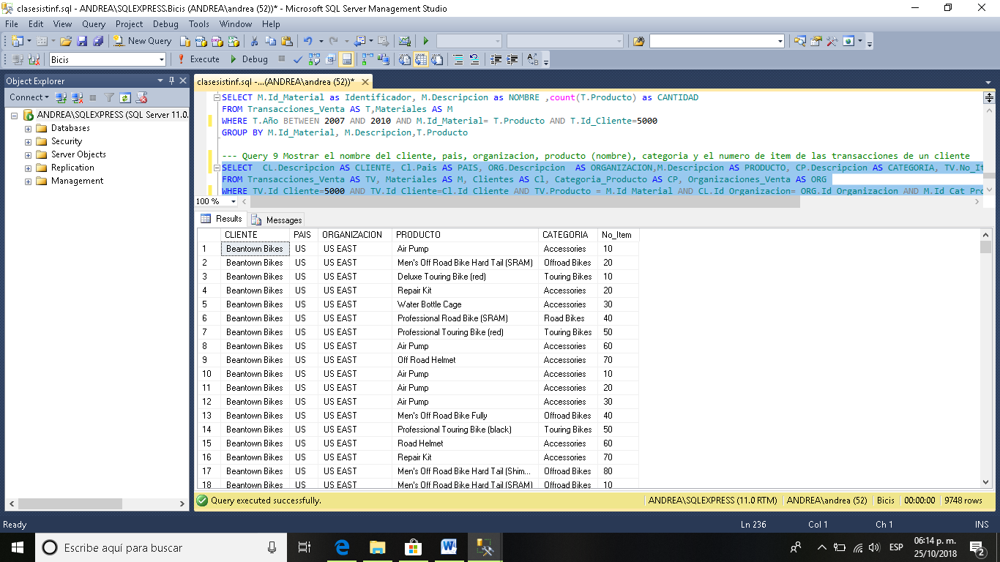 clasesistinf.sql - ANDREA\SQLEXPRESS.Bicis (ANDREA\andrea (52))* - Microsoft SQL Server Management Studio
File Edit View Query Project Debug Tools Window Help
New Query
Bicis Execute Debug
Object Explorer
Connect
ANDREA\SQLEXPRESS (SQL Server 11.0.
Databases
Security
Server Objects
Replication
Management
clasesistinf.sql -...(ANDREA\andrea (52))*
SELECT M.Id_Material as Identificador, M.Descripcion as NOMBRE ,count(T.Producto) as CANTIDAD
FROM Transacciones_Venta AS T,Materiales AS M
WHERE T.Año BETWEEN 2007 AND 2010 AND M.Id_Material= T.Producto AND T.Id_Cliente=5000
GROUP BY M.Id_Material, M.Descripcion,T.Producto
--- Query 9 Mostrar el nombre del cliente, pais, organizacion, producto (nombre), categoria y el numero de item de las transacciones de un cliente
SELECT CL.Descripcion AS CLIENTE, Cl.Pais AS PAIS, ORG.Descripcion AS ORGANIZACION,M.Descripcion AS PRODUCTO, CP.Descripcion AS CATEGORIA, TV.No_It
FROM Transacciones_Venta AS TV, Materiales AS M, Clientes AS Cl, Categoria_Producto AS CP, Organizaciones_Venta AS ORG
WHERE TV.Id_Cliente=5000 AND TV.Id_Cliente=Cl.Id_Cliente AND TV.Producto = M.Id_Material AND CL.Id_Organizacion= ORG.Id_Organizacion AND M.Id_Cat_Pro
100 %
Results Messages
CLIENTE PAIS ORGANIZACION PRODUCTO CATEGORIA No_Item
1 Beantown Bikes US US EAST Air Pump Accessories 10
2 Beantown Bikes US US EAST Men's Off Road Bike Hard Tail (SRAM) Offroad Bikes 20
3 Beantown Bikes US US EAST Deluxe Touring Bike (red) Touring Bikes 10
4 Beantown Bikes US US EAST Repair Kit Accessories 20
5 Beantown Bikes US US EAST Water Bottle Cage Accessories 30
6 Beantown Bikes US US EAST Professional Road Bike (SRAM) Road Bikes 40
7 Beantown Bikes US US EAST Professional Touring Bike (red) Touring Bikes 50
8 Beantown Bikes US US EAST Air Pump Accessories 60
9 Beantown Bikes US US EAST Off Road Helmet Accessories 70
10 Beantown Bikes US US EAST Air Pump Accessories 10
11 Beantown Bikes US US EAST Air Pump Accessories 20
12 Beantown Bikes US US EAST Air Pump Accessories 30
13 Beantown Bikes US US EAST Men's Off Road Bike Fully Offroad Bikes 40
14 Beantown Bikes US US EAST Professional Touring Bike (black) Touring Bikes 50
15 Beantown Bikes US US EAST Road Helmet Accessories 60
16 Beantown Bikes US US EAST Repair Kit Accessories 70
17 Beantown Bikes US US EAST Men's Off Road Bike Hard Tail (Shim... Offroad Bikes 80
18 Beantown Bikes US US EAST Men's Off Road Bike Hard Tail (SRAM) Offroad Bikes 10
Query executed successfully. ANDREA\SQLEXPRESS (11.0 RTM) ANDREA\andrea (52) Bicis 00:00:00 9748 rows
Ready Ln 236 Col 1 Ch 1 INS
Escribe aquí para buscar
ESP
06:14 p. m.
25/10/2018
2